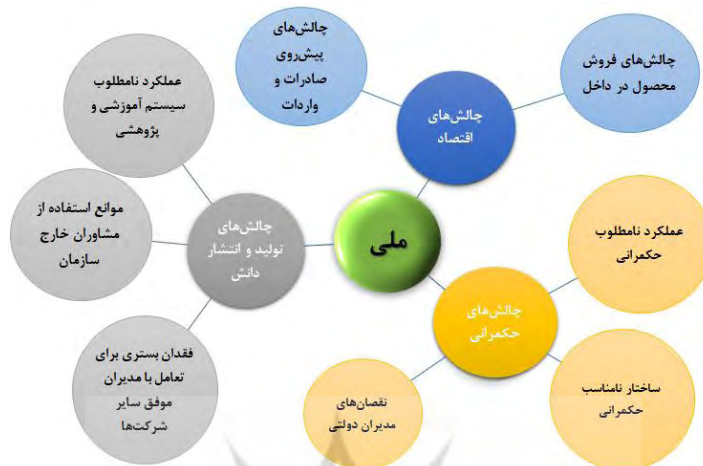 چالش‌های
پیش‌روی
صادرات و
واردات
چالش‌های فروش
محصول در داخل
چالش‌های
اقتصاد
عملکرد نامطلوب
سیستم آموزشی و
پژوهشی
موانع استفاده از
مشاوران خارج
سازمان
چالش‌های
تولید و انتشار
دانش
ملی
عملکرد نامطلوب
حکمرانی
چالش‌های
حکمرانی
فقدان بستری برای
تعامل با مدیران
موفق سایر
شرکت‌ها
نقصان‌های
مدیران دولتی
ساختار نامناسب
حکمرانی